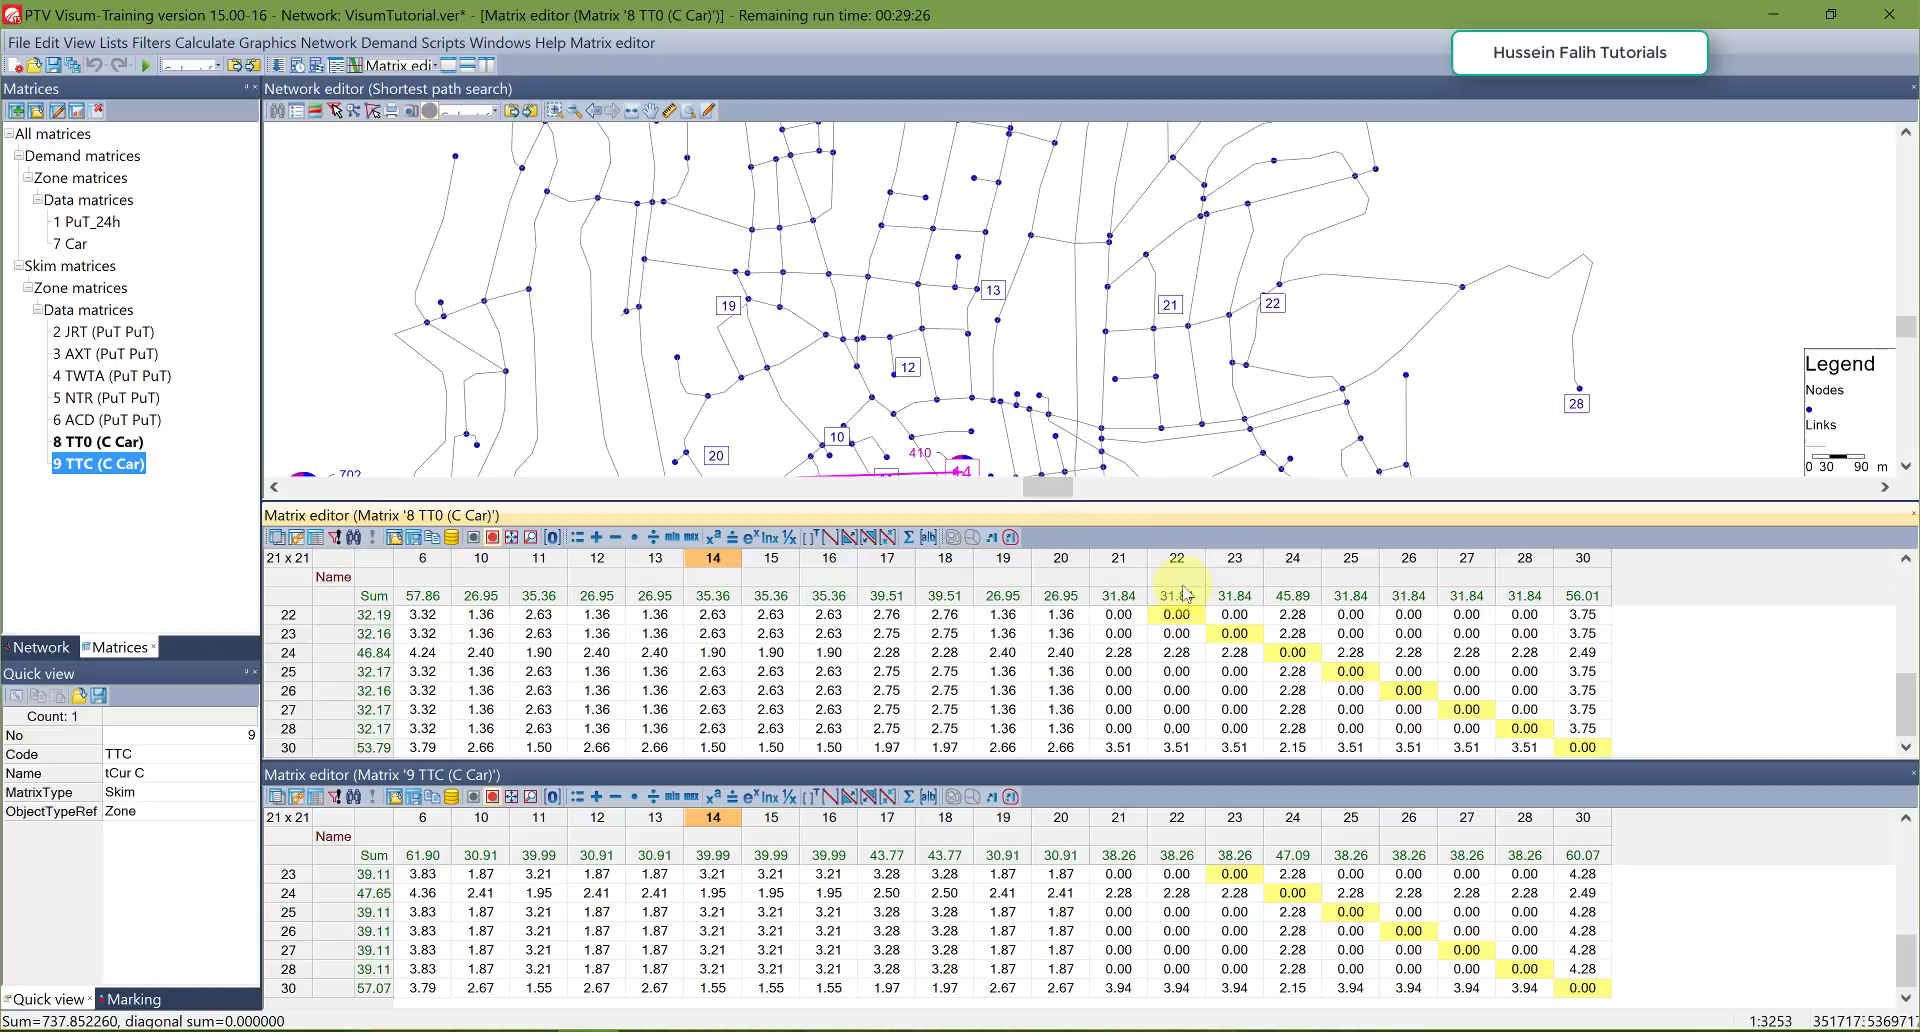 PTV Visum-Training version 15.00-16 - Network: VisumTutorial.ver* - [Matrix editor (Matrix '8 TT0 (C Car)')] - Remaining run time: 00:29:26
File Edit View Lists Filters Calculate Graphics Network Demand Scripts Windows Help Matrix editor
Hussein Falih Tutorials
Matrix edi
Matrices
Network editor (Shortest path search)
All matrices
Demand matrices
Zone matrices
Data matrices
1 PuT_24h
7 Car
Skim matrices
Zone matrices
Data matrices
2 JRT (PuT PuT)
3 AXT (PuT PuT)
4 TWTA (PuT PuT)
5 NTR (PuT PuT)
6 ACD (PuT PuT)
8 TT0 (C Car)
9 TTC (C Car)
13
19
21
22
12
28
10
20
410
702
Legend
Nodes
Links
0 30 90 m
Matrix editor (Matrix '8 TT0 (C Car)')
21 x 21 6 10 11 12 13 14 15 16 17 18 19 20 21 22 23 24 25 26 27 28 30
Name
Sum 57.86 26.95 35.36 26.95 26.95 35.36 35.36 35.36 39.51 39.51 26.95 26.95 31.84 31.84 31.84 45.89 31.84 31.84 31.84 31.84 56.01
22 32.19 3.32 1.36 2.63 1.36 1.36 2.63 2.63 2.63 2.76 2.76 1.36 1.36 0.00 0.00 0.00 2.28 0.00 0.00 0.00 0.00 3.75
23 32.16 3.32 1.36 2.63 1.36 1.36 2.63 2.63 2.63 2.75 2.75 1.36 1.36 0.00 0.00 0.00 2.28 0.00 0.00 0.00 0.00 3.75
24 46.84 4.24 2.40 1.90 2.40 2.40 1.90 1.90 1.90 2.28 2.28 2.40 2.40 2.28 2.28 2.28 0.00 2.28 2.28 2.28 2.28 2.49
25 32.17 3.32 1.36 2.63 1.36 1.36 2.63 2.63 2.63 2.75 2.75 1.36 1.36 0.00 0.00 0.00 2.28 0.00 0.00 0.00 0.00 3.75
26 32.16 3.32 1.36 2.63 1.36 1.36 2.63 2.63 2.63 2.75 2.75 1.36 1.36 0.00 0.00 0.00 2.28 0.00 0.00 0.00 0.00 3.75
27 32.17 3.32 1.36 2.63 1.36 1.36 2.63 2.63 2.63 2.75 2.75 1.36 1.36 0.00 0.00 0.00 2.28 0.00 0.00 0.00 0.00 3.75
28 32.17 3.32 1.36 2.63 1.36 1.36 2.63 2.63 2.63 2.75 2.75 1.36 1.36 0.00 0.00 0.00 2.28 0.00 0.00 0.00 0.00 3.75
30 53.79 3.79 2.66 1.50 2.66 2.66 1.50 1.50 1.50 1.97 1.97 2.66 2.66 3.51 3.51 3.51 2.15 3.51 3.51 3.51 3.51 0.00
Network Matrices
Quick view
Count: 1
No 9
Code TTC
Name tCur C
MatrixType Skim
ObjectTypeRef Zone
Matrix editor (Matrix '9 TTC (C Car)')
21 x 21 6 10 11 12 13 14 15 16 17 18 19 20 21 22 23 24 25 26 27 28 30
Name
Sum 61.90 30.91 39.99 30.91 30.91 39.99 39.99 39.99 43.77 43.77 30.91 30.91 38.26 38.26 38.26 47.09 38.26 38.26 38.26 38.26 60.07
23 39.11 3.83 1.87 3.21 1.87 1.87 3.21 3.21 3.21 3.28 3.28 1.87 1.87 0.00 0.00 0.00 2.28 0.00 0.00 0.00 0.00 4.28
24 47.65 4.36 2.41 1.95 2.41 2.41 1.95 1.95 1.95 2.50 2.50 2.41 2.41 2.28 2.28 2.28 0.00 2.28 2.28 2.28 2.28 2.49
25 39.11 3.83 1.87 3.21 1.87 1.87 3.21 3.21 3.21 3.28 3.28 1.87 1.87 0.00 0.00 0.00 2.28 0.00 0.00 0.00 0.00 4.28
26 39.11 3.83 1.87 3.21 1.87 1.87 3.21 3.21 3.21 3.28 3.28 1.87 1.87 0.00 0.00 0.00 2.28 0.00 0.00 0.00 0.00 4.28
27 39.11 3.83 1.87 3.21 1.87 1.87 3.21 3.21 3.21 3.28 3.28 1.87 1.87 0.00 0.00 0.00 2.28 0.00 0.00 0.00 0.00 4.28
28 39.11 3.83 1.87 3.21 1.87 1.87 3.21 3.21 3.21 3.28 3.28 1.87 1.87 0.00 0.00 0.00 2.28 0.00 0.00 0.00 0.00 4.28
30 57.07 3.79 2.67 1.55 2.67 2.67 1.55 1.55 1.55 1.97 1.97 2.67 2.67 3.94 3.94 3.94 2.15 3.94 3.94 3.94 3.94 0.00
Quick view Marking
Sum=737.852260, diagonal sum=0.000000
1:3253